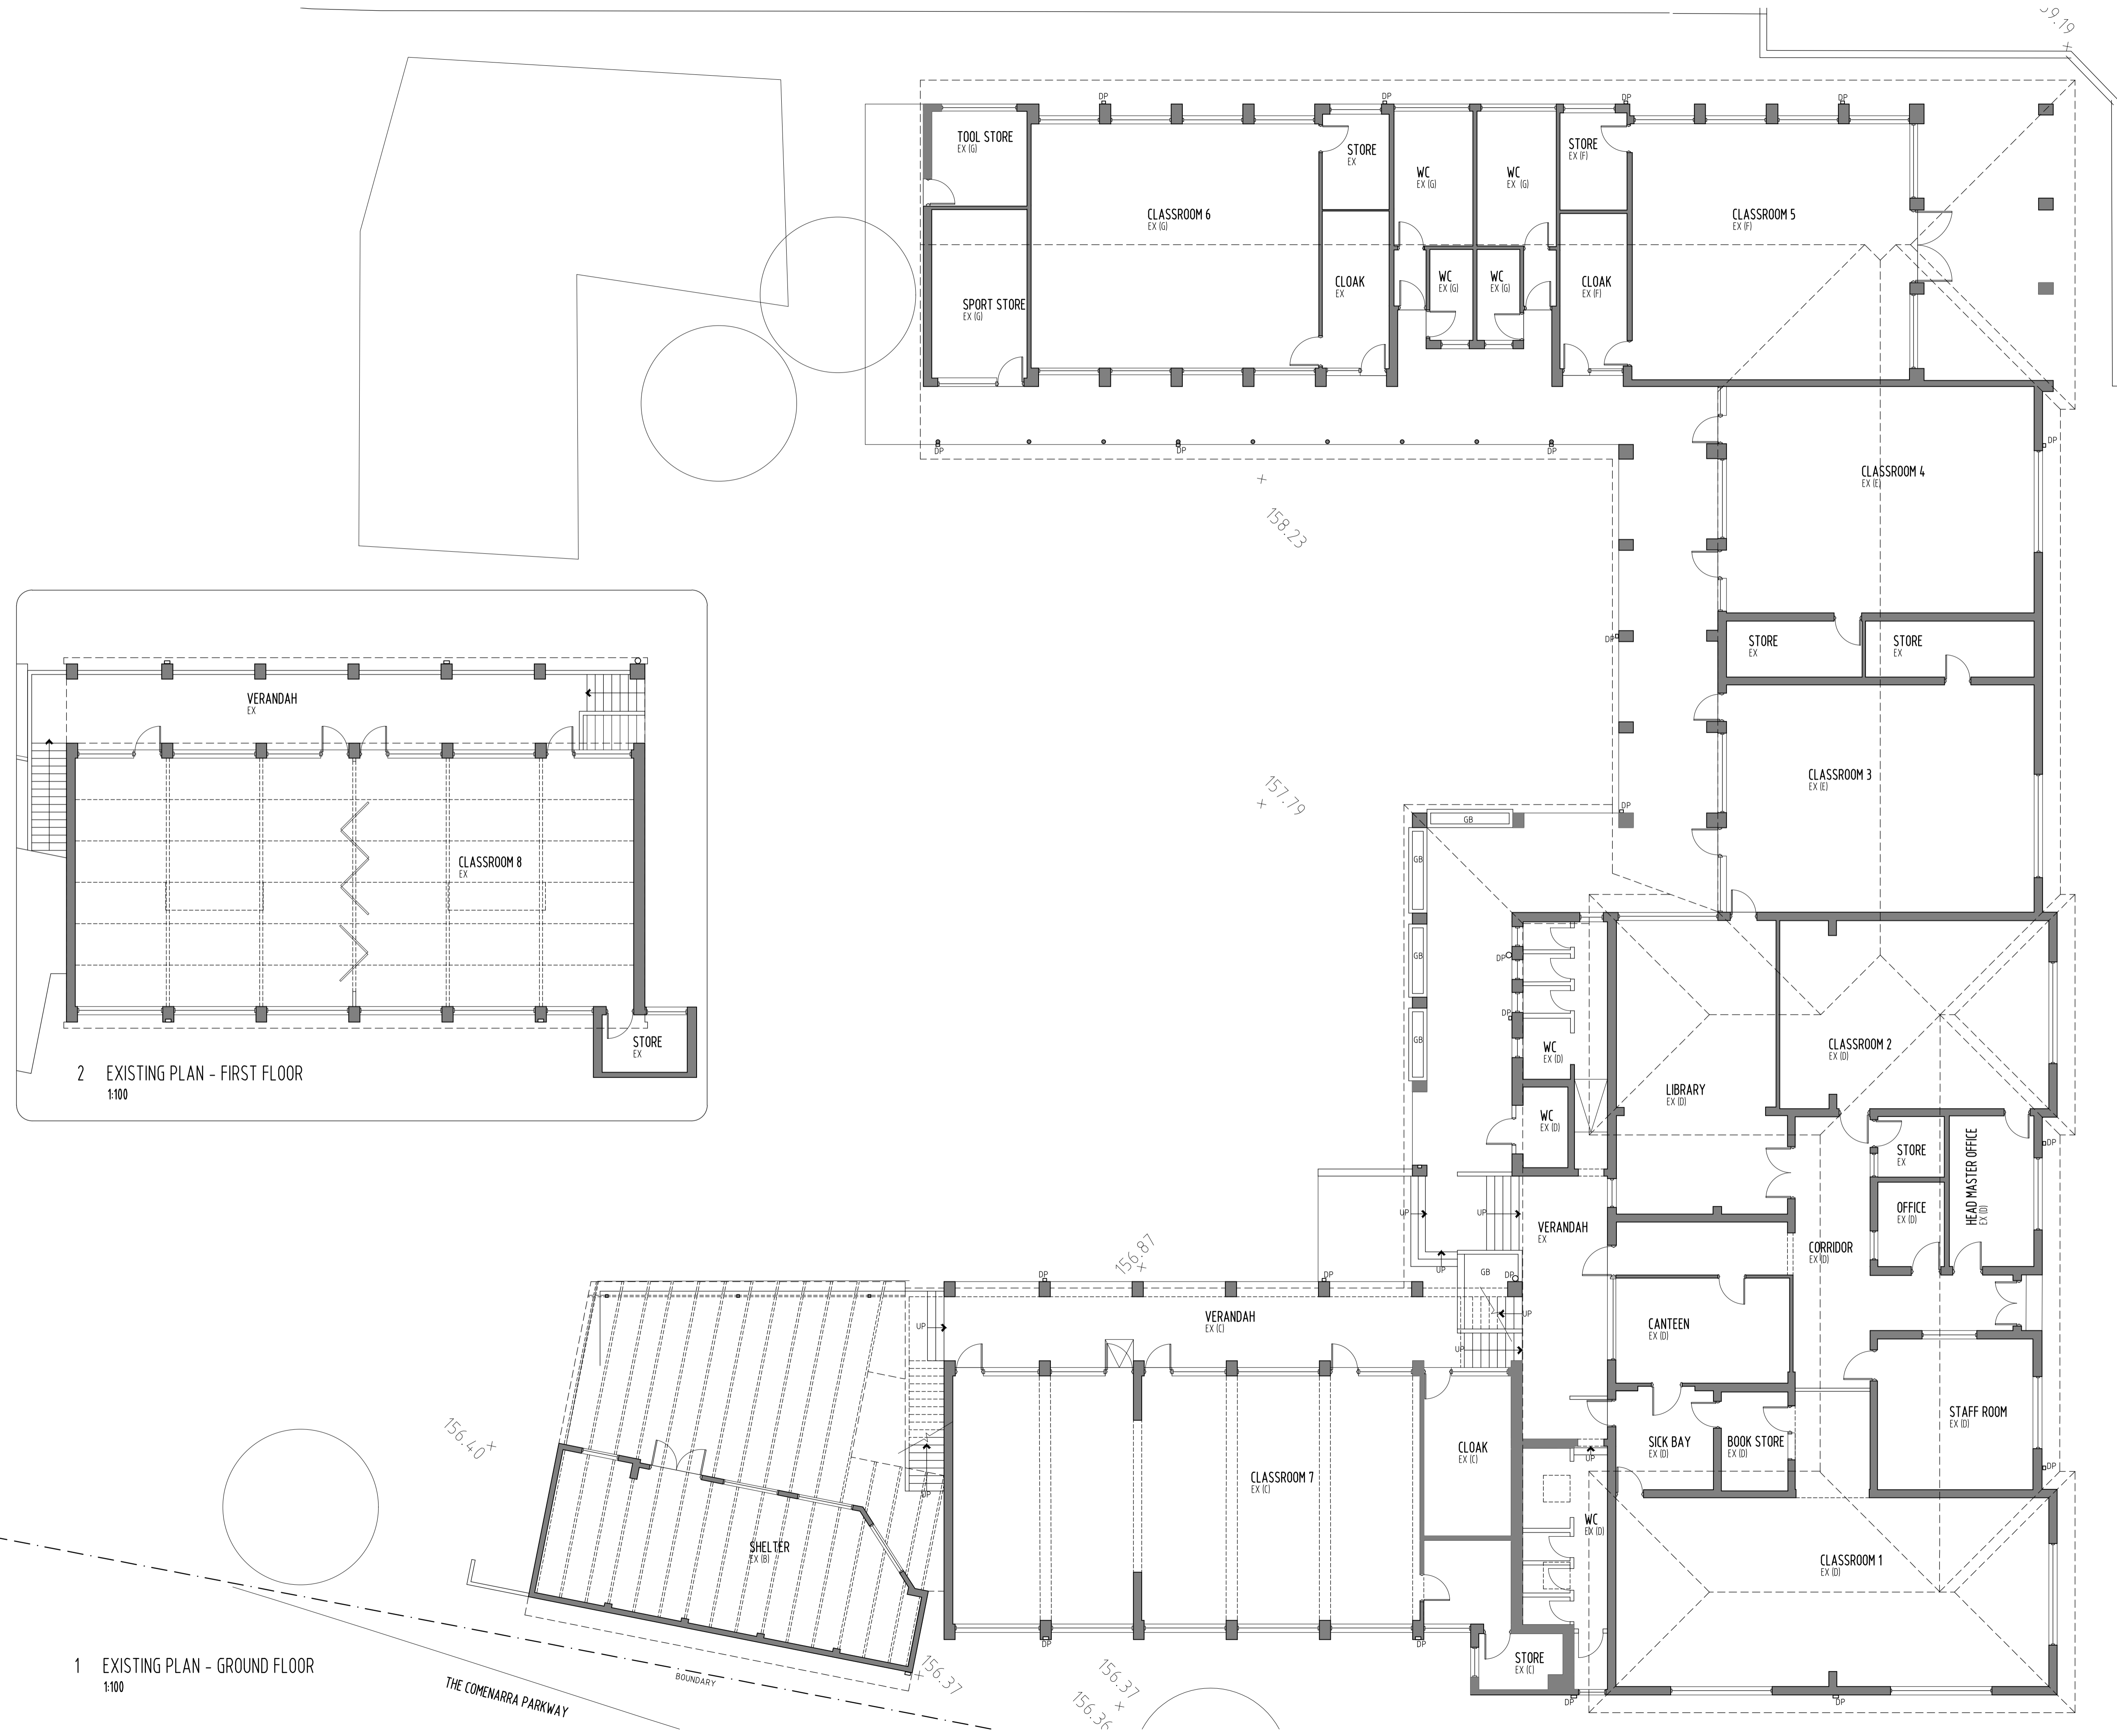 59.19
DP
DP
DP
DP
TOOL STORE
EX (G)
STORE
EX
STORE
EX (F)
WC
EX (G)
WC
EX (G)
CLASSROOM 6
EX (G)
CLASSROOM 5
EX (F)
SPORT STORE
EX (G)
CLOAK
EX
WC
EX (G)
WC
EX (G)
CLOAK
EX (F)
DP
DP
DP
DP
CLASSROOM 4
EX (E)
158.23
DP
STORE
EX
STORE
EX
VERANDAH
EX
157.79
CLASSROOM 3
EX (E)
DP
GB
GB
CLASSROOM 8
EX
GB
DP
DP
GB
STORE
EX
WC
EX (D)
CLASSROOM 2
EX (D)
2 EXISTING PLAN - FIRST FLOOR
1:100
LIBRARY
EX (D)
WC
EX (D)
STORE
EX
HEAD MASTER OFFICE
EX (D)
DP
OFFICE
EX (D)
UP
UP
VERANDAH
EX
CORRIDOR
EX (D)
156.87
UP
GB
DP
DP
DP
VERANDAH
EX (C)
UP
UP
UP
CANTEEN
EX (D)
STAFF ROOM
EX (D)
156.40
CLOAK
EX (C)
SICK BAY
EX (D)
BOOK STORE
EX (D)
UP
DP
CLASSROOM 7
EX (C)
UP
WC
EX (D)
SHELTER
EX (B)
CLASSROOM 1
EX (D)
DP
DP
STORE
EX (C)
1 EXISTING PLAN - GROUND FLOOR
1:100
THE COMENARRA PARKWAY
BOUNDARY
156.37
156.37
156.36
DP
DP